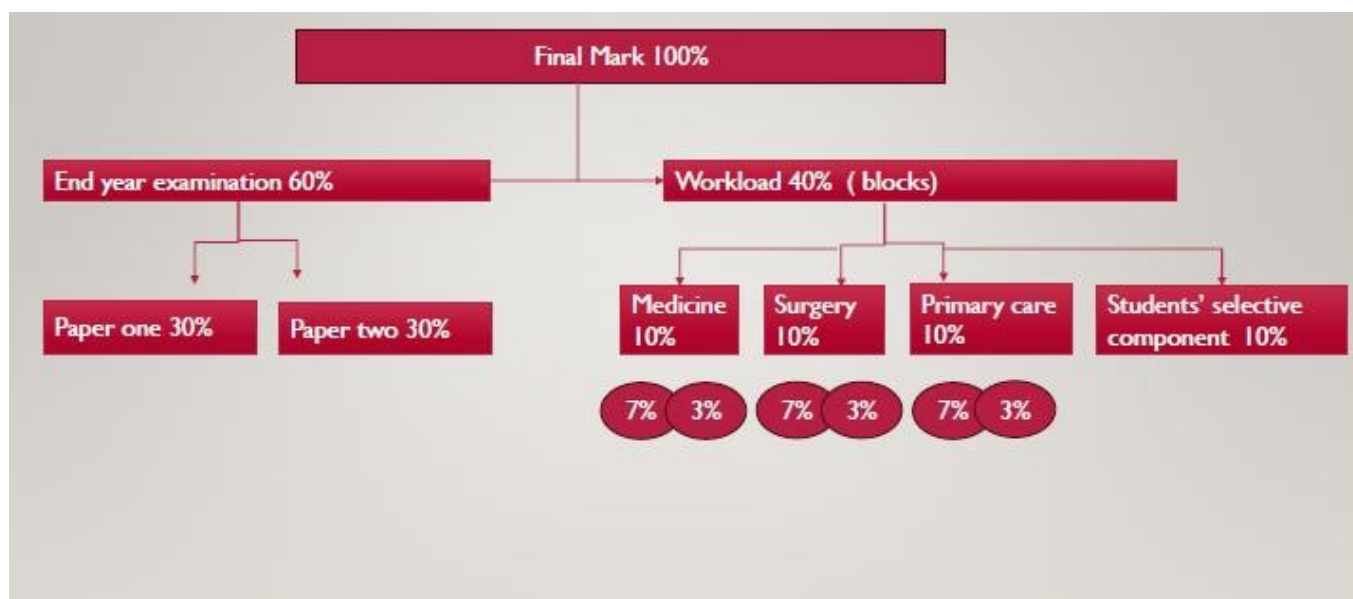 Final Mark 100%
End year examination 60%
Workload 40% ( blocks)
Paper one 30%
Paper two 30%
Medicine
10%
Surgery
10%
Primary care
10%
Students’ selective
component 10%
7% 3% 7% 3% 7% 3%